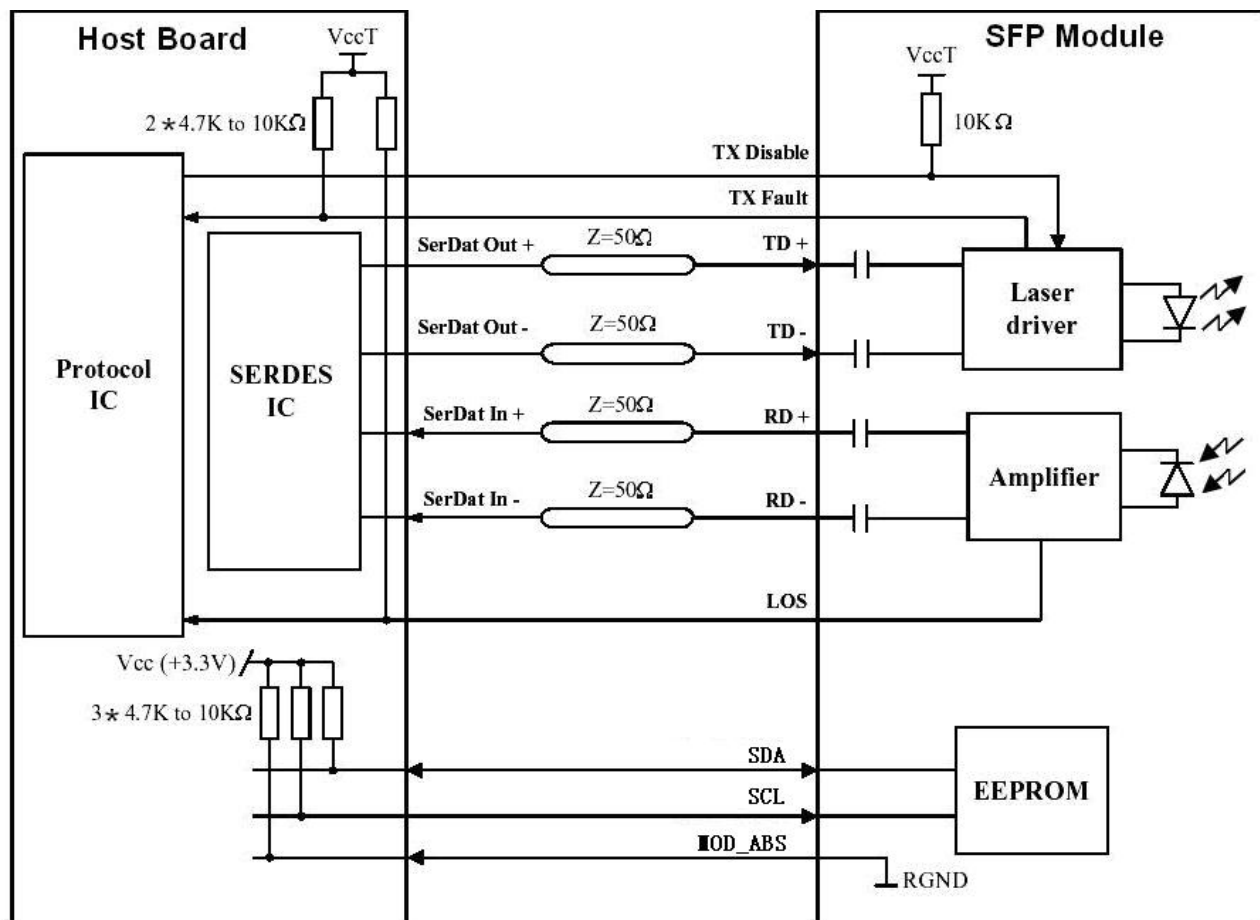 Host Board
SFP Module
VccT
VccT
2*4.7K to 10KΩ
10KΩ
TX Disable
TX Fault
SerDat Out +
Z=50Ω
TD +
Laser
driver
SerDat Out -
Z=50Ω
TD -
Protocol
IC
SERDES
IC
SerDat In +
Z=50Ω
RD +
Amplifier
SerDat In -
Z=50Ω
RD -
LOS
Vcc (+3.3V)
3*4.7K to 10KΩ
SDA
EEPROM
SCL
MOD_ABS
RGND